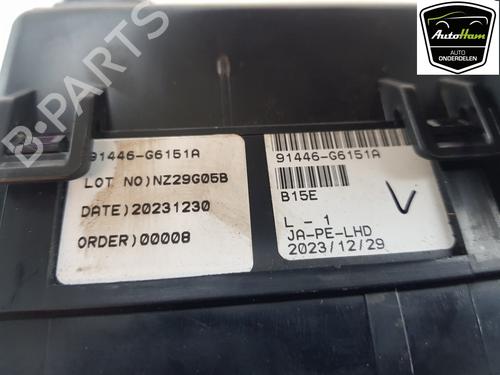 AutoHam
AUTO
ONDERDELEN
B-PARTS
91446-G6151A
LOT NO)NZ29G05B
DATE)20231230
ORDER)00008
91446-G6151A
B15E
L - 1
JA-PE-LHD
2023/12/29
V